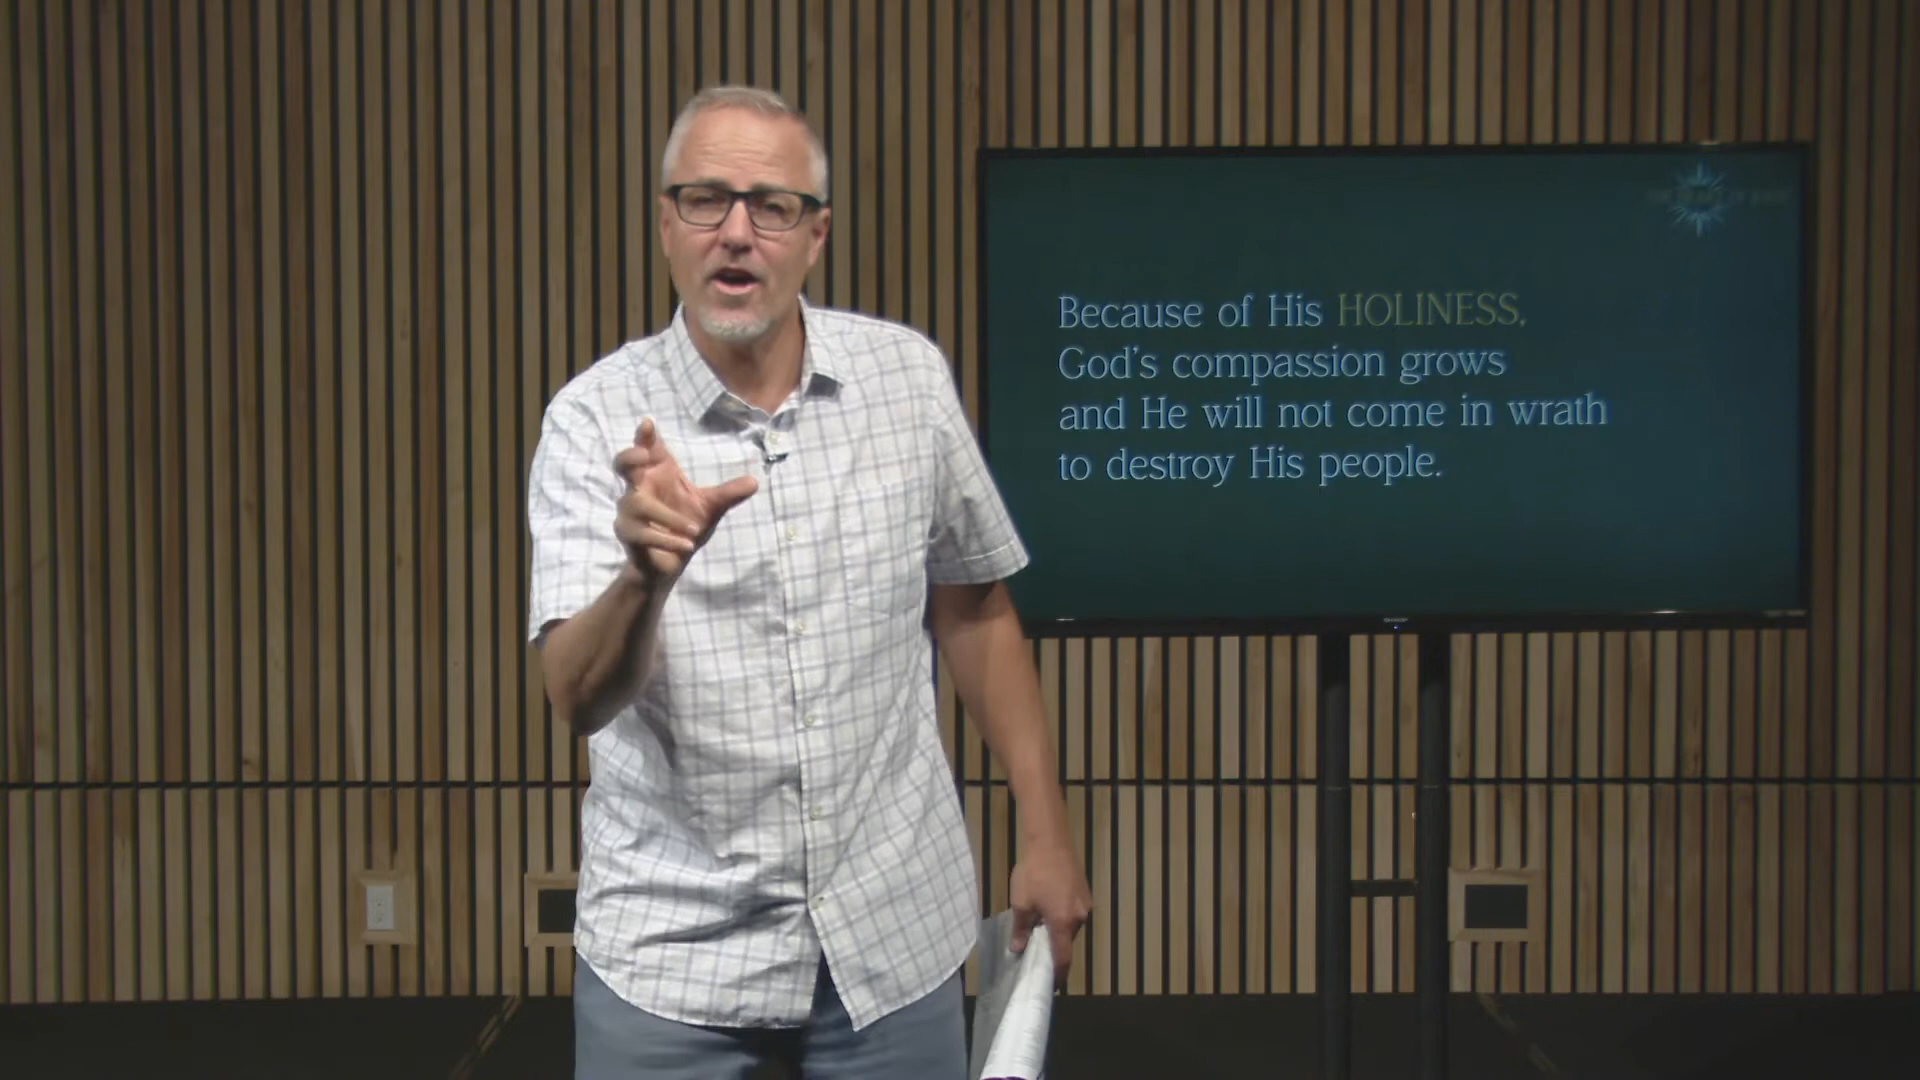 Because of His HOLINESS,
God's compassion grows
and He will not come in wrath
to destroy His people.